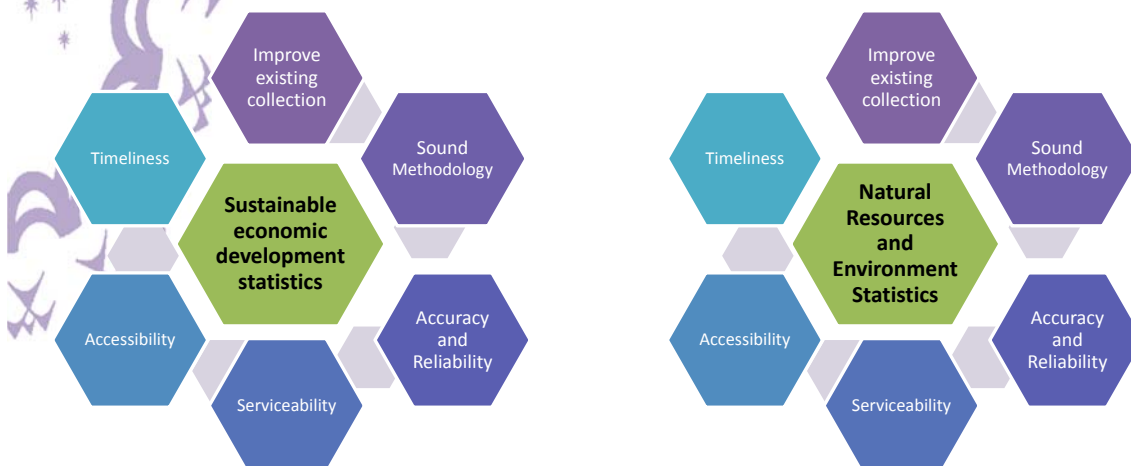 Improve
existing
collection
Sound
Methodology
Accuracy
and
Reliability
Serviceability
Accessibility
Timeliness
Sustainable
economic
development
statistics
Improve
existing
collection
Sound
Methodology
Accuracy
and
Reliability
Serviceability
Accessibility
Timeliness
Natural
Resources
and
Environment
Statistics